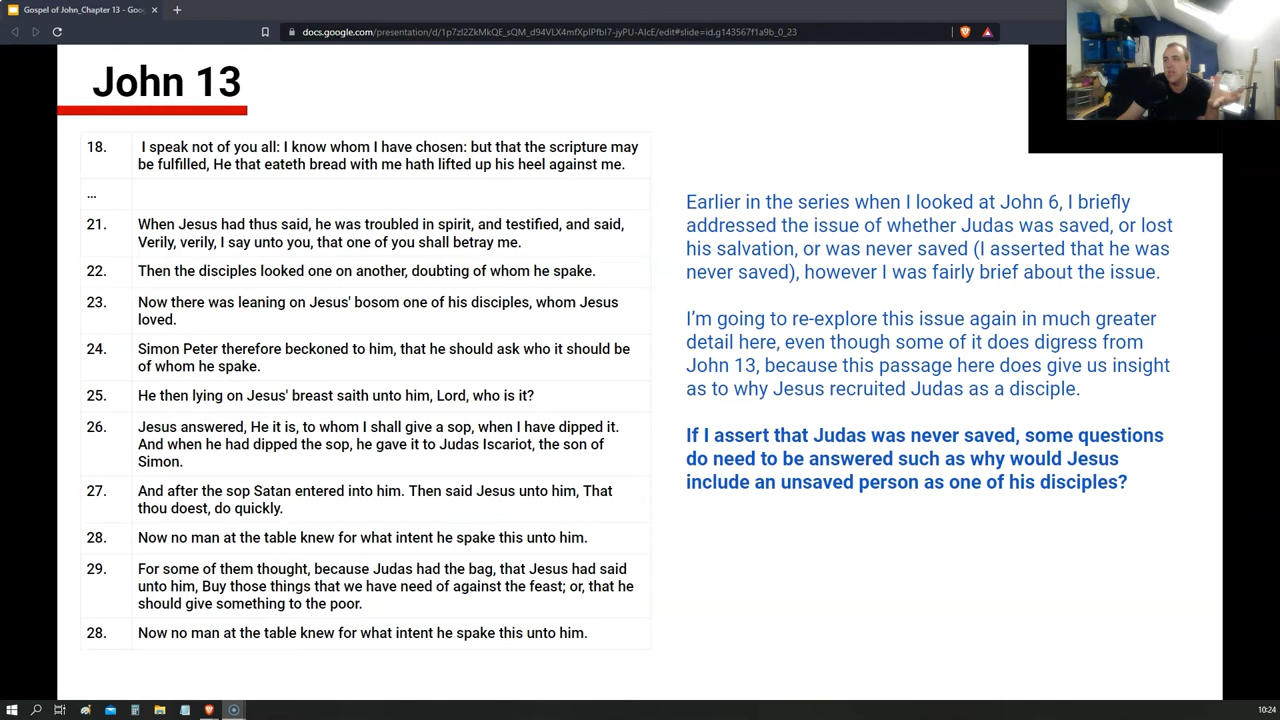 Gospel of John_Chapter 13 - Goo
docs.google.com/presentation/d/
John 13
18. I speak not of you all: I know whom I have chosen: but that the scripture may
be fulfilled, He that eateth bread with me hath lifted up his heel against me.
...
21. When Jesus had thus said, he was troubled in spirit, and testified, and said,
Verily, verily, I say unto you, that one of you shall betray me.
22. Then the disciples looked one on another, doubting of whom he spake.
23. Now there was leaning on Jesus' bosom one of his disciples, whom Jesus
loved.
24. Simon Peter therefore beckoned to him, that he should ask who it should be
of whom he spake.
25. He then lying on Jesus' breast saith unto him, Lord, who is it?
26. Jesus answered, He it is, to whom I shall give a sop, when I have dipped it.
And when he had dipped the sop, he gave it to Judas Iscariot, the son of
Simon.
27. And after the sop Satan entered into him. Then said Jesus unto him, That
thou doest, do quickly.
28. Now no man at the table knew for what intent he spake this unto him.
29. For some of them thought, because Judas had the bag, that Jesus had said
unto him, Buy those things that we have need of against the feast; or, that he
should give something to the poor.
28. Now no man at the table knew for what intent he spake this unto him.
Earlier in the series when I looked at John 6, I briefly
addressed the issue of whether Judas was saved, or lost
his salvation, or was never saved (I asserted that he was
never saved), however I was fairly brief about the issue.
I'm going to re-explore this issue again in much greater
detail here, even though some of it does digress from
John 13, because this passage here does give us insight
as to why Jesus recruited Judas as a disciple.
If I assert that Judas was never saved, some questions
do need to be answered such as why would Jesus
include an unsaved person as one of his disciples?
10:24